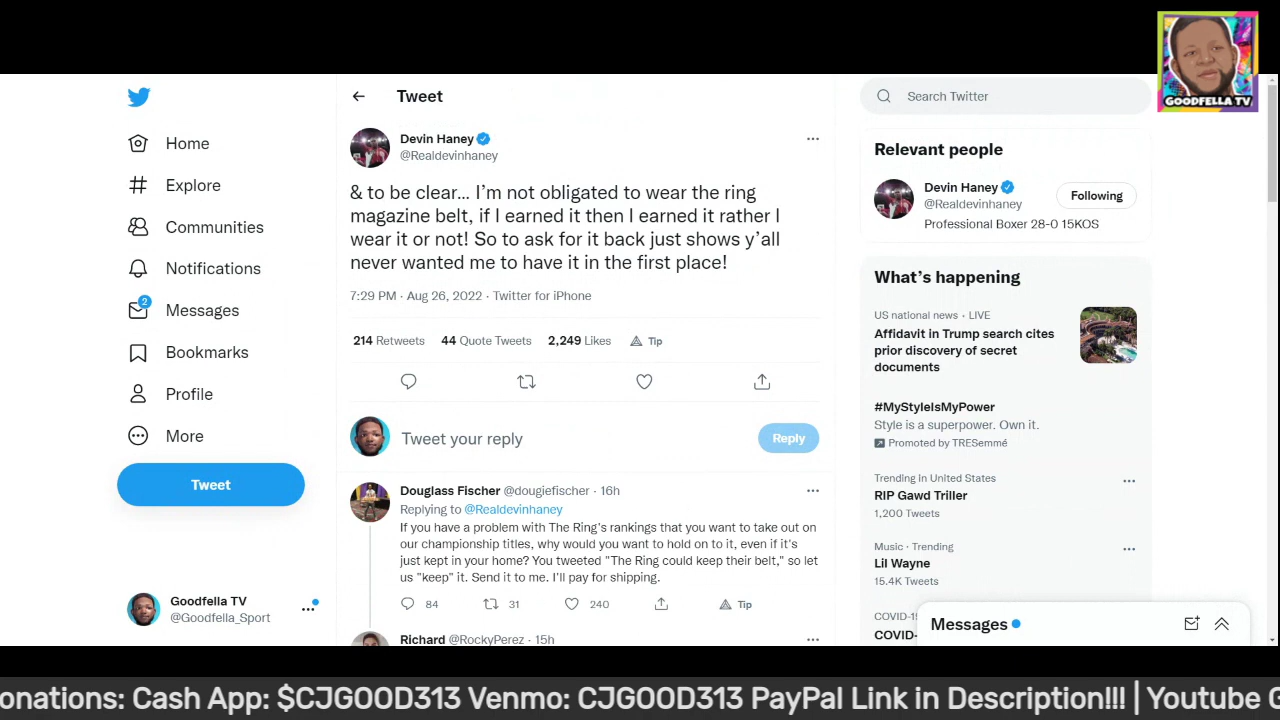 GOODFELLA TV
Home
Explore
Communities
Notifications
2
Messages
Bookmarks
Profile
More
Tweet
Goodfella TV
@Goodfella_Sport
Tweet
Devin Haney
@Realdevinhaney
& to be clear... I'm not obligated to wear the ring
magazine belt, if I earned it then I earned it rather I
wear it or not! So to ask for it back just shows y'all
never wanted me to have it in the first place!
7:29 PM · Aug 26, 2022 · Twitter for iPhone
214 Retweets 44 Quote Tweets 2,249 Likes Tip
Tweet your reply
Reply
Douglass Fischer @dougiefischer · 16h
Replying to @Realdevinhaney
If you have a problem with The Ring's rankings that you want to take out on
our championship titles, why would you want to hold on to it, even if it's
just kept in your home? You tweeted "The Ring could keep their belt," so let
us "keep" it. Send it to me. I'll pay for shipping.
84 31 240 Tip
Richard @RockyPerez · 15h
Search Twitter
Relevant people
Devin Haney
@Realdevinhaney
Following
Professional Boxer 28-0 15KOS
What's happening
US national news · LIVE
Affidavit in Trump search cites
prior discovery of secret
documents
#MyStyleIsMyPower
Style is a superpower. Own it.
Promoted by TRESemmé
Trending in United States
RIP Gawd Triller
1,200 Tweets
Music · Trending
Lil Wayne
15.4K Tweets
COVID-1
COVID-
Messages
onations: Cash App: $CJGOOD313 Venmo: CJGOOD313 PayPal Link in Description!!! | Youtube G